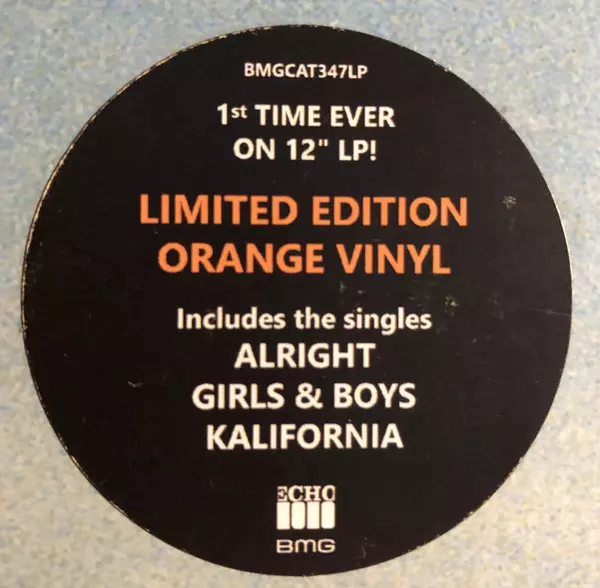 BMGCAT347LP
1st TIME EVER
ON 12" LP!
LIMITED EDITION
ORANGE VINYL
Includes the singles
ALRIGHT
GIRLS & BOYS
KALIFORNIA
ECHO
BMG